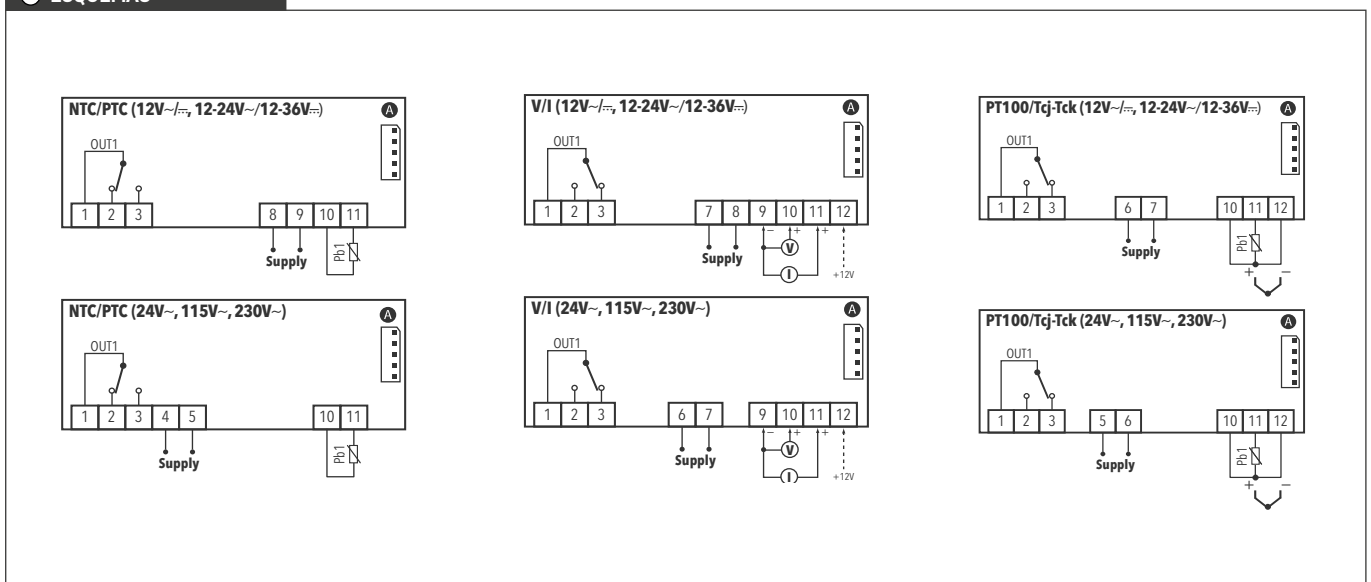 NTC/PTC (12V~/⎓, 12-24V~/12-36V⎓) A
OUT1
1 2 3 8 9 10 11
Supply
Pb1
V/I (12V~/⎓, 12-24V~/12-36V⎓) A
OUT1
1 2 3 7 8 9 10 11 12
− + +
V
Supply
I
+12V
PT100/Tcj-Tck (12V~/⎓, 12-24V~/12-36V⎓) A
OUT1
1 2 3 6 7 10 11 12
Supply
Pb1
+ −
NTC/PTC (24V~, 115V~, 230V~) A
OUT1
1 2 3 4 5 10 11
Supply
Pb1
V/I (24V~, 115V~, 230V~) A
OUT1
1 2 3 6 7 9 10 11 12
− + +
V
Supply
I
+12V
PT100/Tcj-Tck (24V~, 115V~, 230V~) A
OUT1
1 2 3 5 6 10 11 12
Supply
Pb1
+ −